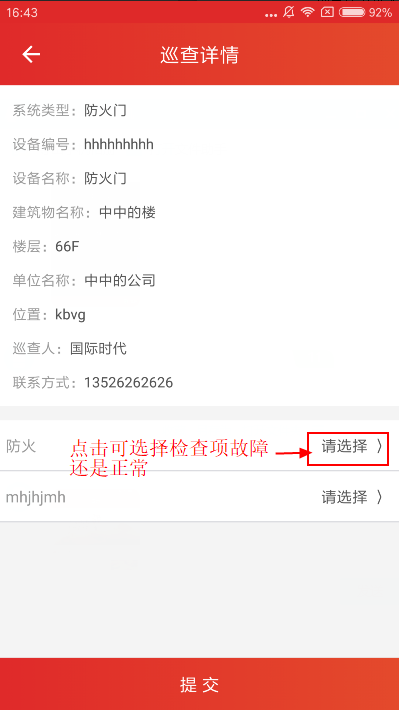 16:43 92%
巡查详情
系统类型：防火门
设备编号：hhhhhhhhh
设备名称：防火门
建筑物名称：中中的楼
楼层：66F
单位名称：中中的公司
位置：kbvg
巡查人：国际时代
联系方式：13526262626
防火 请选择
点击可选择检查项故障
还是正常
mhjhjmh 请选择
提 交